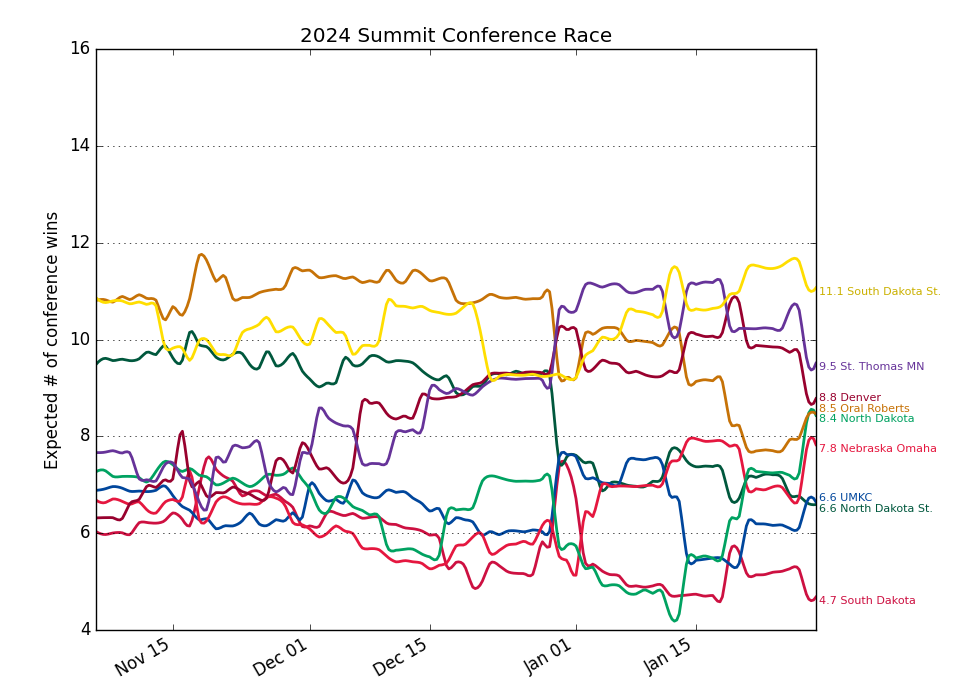 2024 Summit Conference Race
Expected # of conference wins
16
14
12
10
8
6
4
11.1 South Dakota St.
9.5 St. Thomas MN
8.8 Denver
8.5 Oral Roberts
8.4 North Dakota
7.8 Nebraska Omaha
6.6 UMKC
6.6 North Dakota St.
4.7 South Dakota
Nov 15
Dec 01
Dec 15
Jan 01
Jan 15